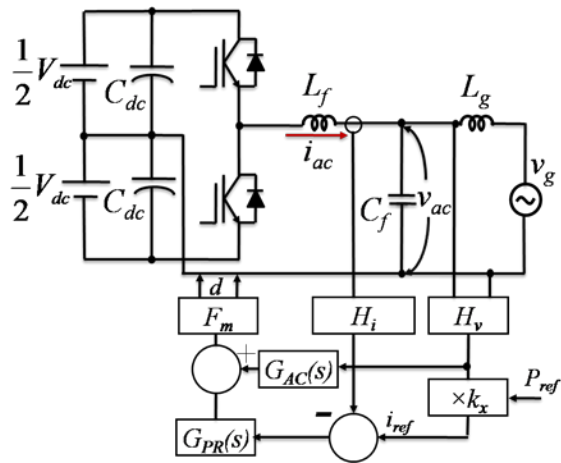 ½ V_dc
C_dc
L_f
L_g
i_ac
v_g
½ V_dc
C_dc
C_f
v_ac
d
F_m
H_i
H_v
+
G_AC(s)
P_ref
×k_x
-
i_ref
G_PR(s)